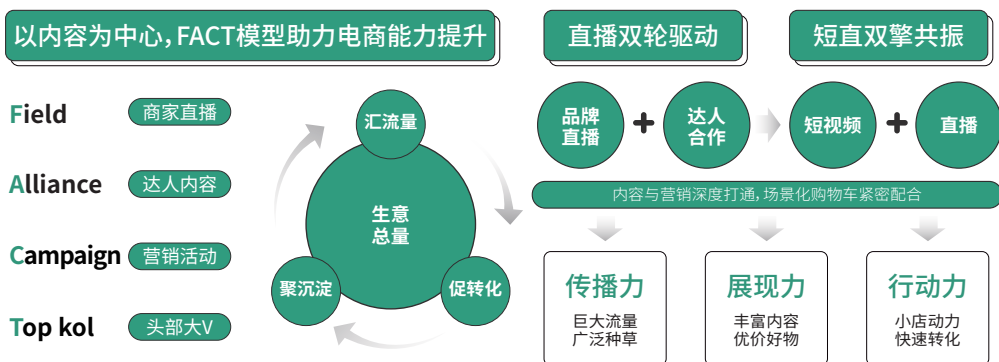 以内容为中心，FACT模型助力电商能力提升
Field 商家直播
Alliance 达人内容
Campaign 营销活动
Top kol 头部大V
汇流量
生意
总量
聚沉淀
促转化
直播双轮驱动
短直双擎共振
品牌
直播
+
达人
合作
短视频
+
直播
内容与营销深度打通，场景化购物车紧密配合
传播力
巨大流量
广泛种草
展现力
丰富内容
优价好物
行动力
小店动力
快速转化